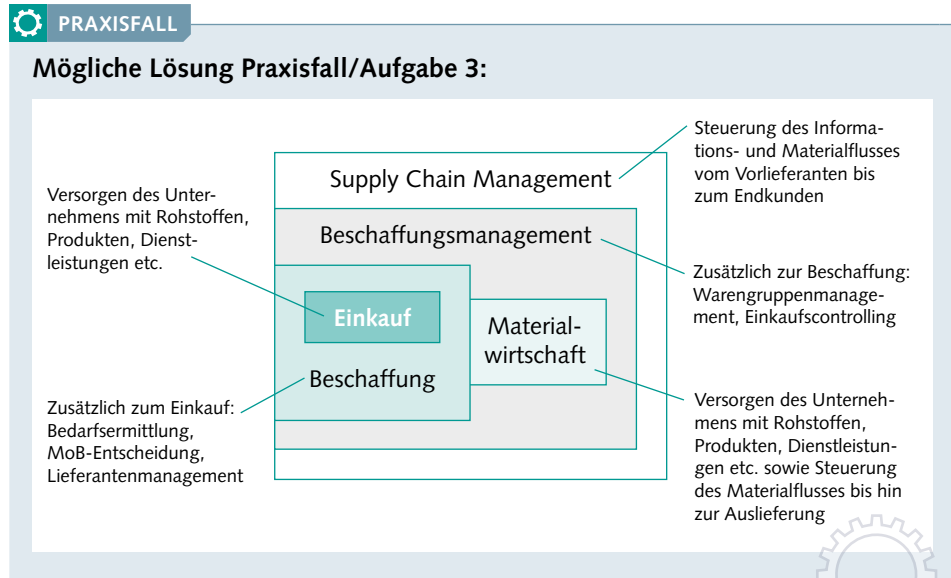 PRAXISFALL
Mögliche Lösung Praxisfall/Aufgabe 3:
Steuerung des Informa-
tions- und Materialflusses
vom Vorlieferanten bis
zum Endkunden
Supply Chain Management
Versorgen des Unter-
nehmens mit Rohstoffen,
Produkten, Dienst-
leistungen etc.
Beschaffungsmanagement
Zusätzlich zur Beschaffung:
Warengruppenmanage-
ment, Einkaufscontrolling
Einkauf
Material-
wirtschaft
Beschaffung
Zusätzlich zum Einkauf:
Bedarfsermittlung,
MoB-Entscheidung,
Lieferantenmanagement
Versorgen des Unterneh-
mens mit Rohstoffen,
Produkten, Dienstleistun-
gen etc. sowie Steuerung
des Materialflusses bis hin
zur Auslieferung